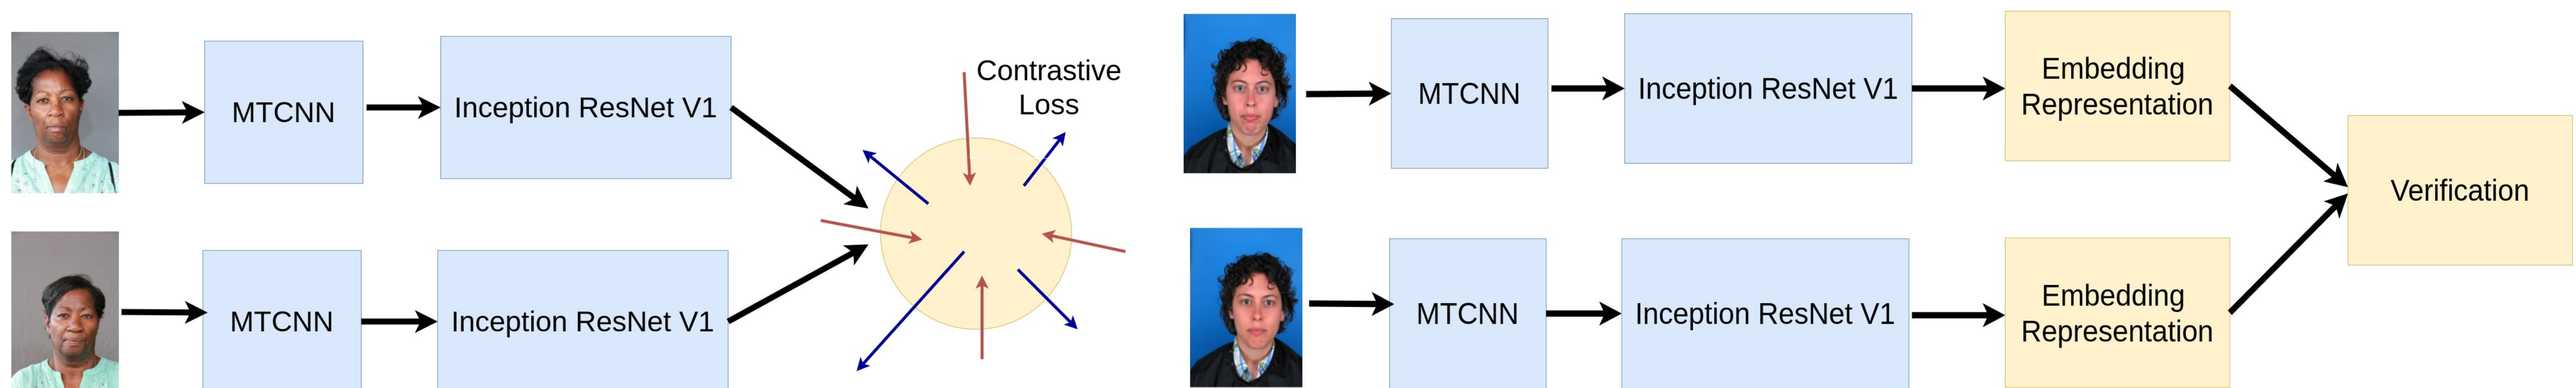 MTCNN
Inception ResNet V1
Contrastive
Loss
MTCNN
Inception ResNet V1
MTCNN
Inception ResNet V1
Embedding
Representation
Verification
MTCNN
Inception ResNet V1
Embedding
Representation